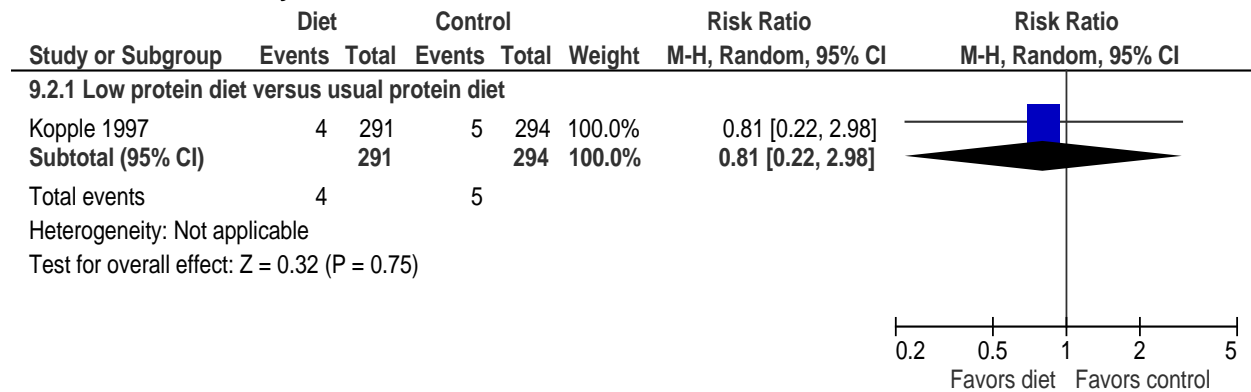 Diet Control Risk Ratio Risk Ratio
Study or Subgroup Events Total Events Total Weight M-H, Random, 95% CI M-H, Random, 95% CI
9.2.1 Low protein diet versus usual protein diet
Kopple 1997 4 291 5 294 100.0% 0.81 [0.22, 2.98]
Subtotal (95% CI) 291 294 100.0% 0.81 [0.22, 2.98]
Total events 4 5
Heterogeneity: Not applicable
Test for overall effect: Z = 0.32 (P = 0.75)
0.2 0.5 1 2 5
Favors diet Favors control